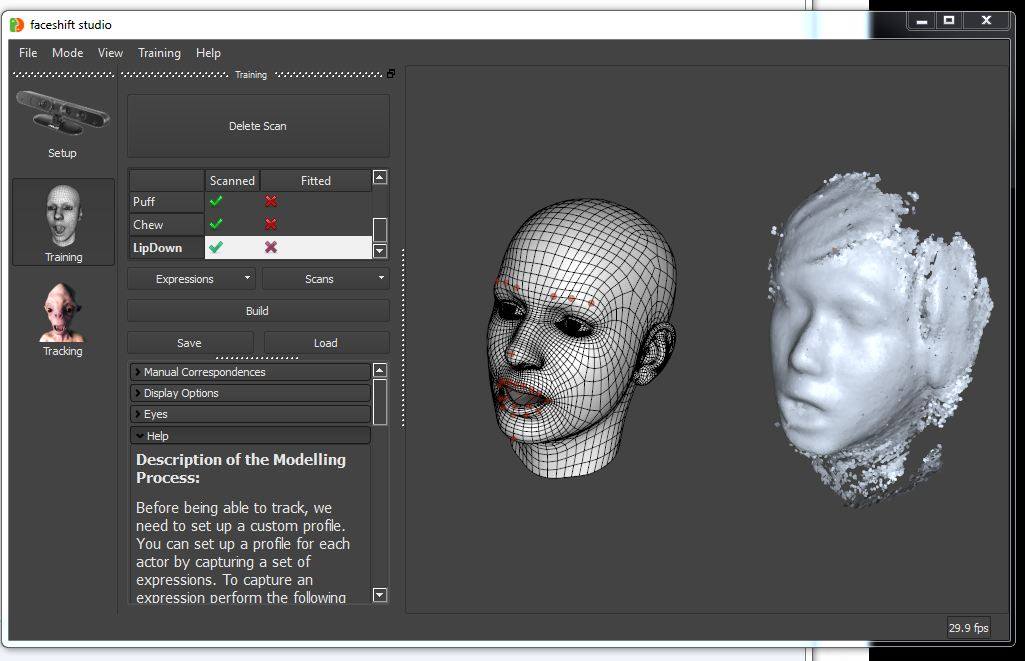 faceshift studio
File Mode View Training Help
Training
Setup
Training
Tracking
Delete Scan
Scanned Fitted
Puff
Chew
LipDown
Expressions Scans
Build
Save Load
Manual Correspondences
Display Options
Eyes
Help
Description of the Modelling
Process:
Before being able to track, we
need to set up a custom profile.
You can set up a profile for each
actor by capturing a set of
expressions. To capture an
expression perform the following
29.9 fps